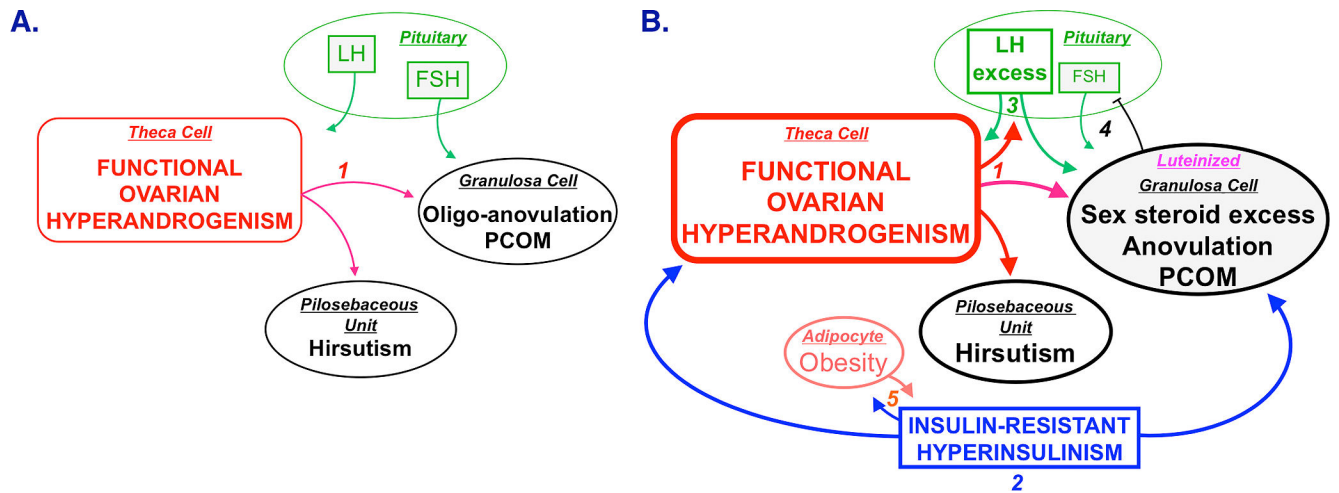 A.
Pituitary
LH
FSH
Theca Cell
FUNCTIONAL
OVARIAN
HYPERANDROGENISM
1
Granulosa Cell
Oligo-anovulation
PCOM
Pilosebaceous
Unit
Hirsutism
B.
LH
excess
Pituitary
FSH
3
4
Theca Cell
FUNCTIONAL
OVARIAN
HYPERANDROGENISM
1
Luteinized
Granulosa Cell
Sex steroid excess
Anovulation
PCOM
Pilosebaceous
Unit
Hirsutism
Adipocyte
Obesity
5
INSULIN-RESISTANT
HYPERINSULINISM
2